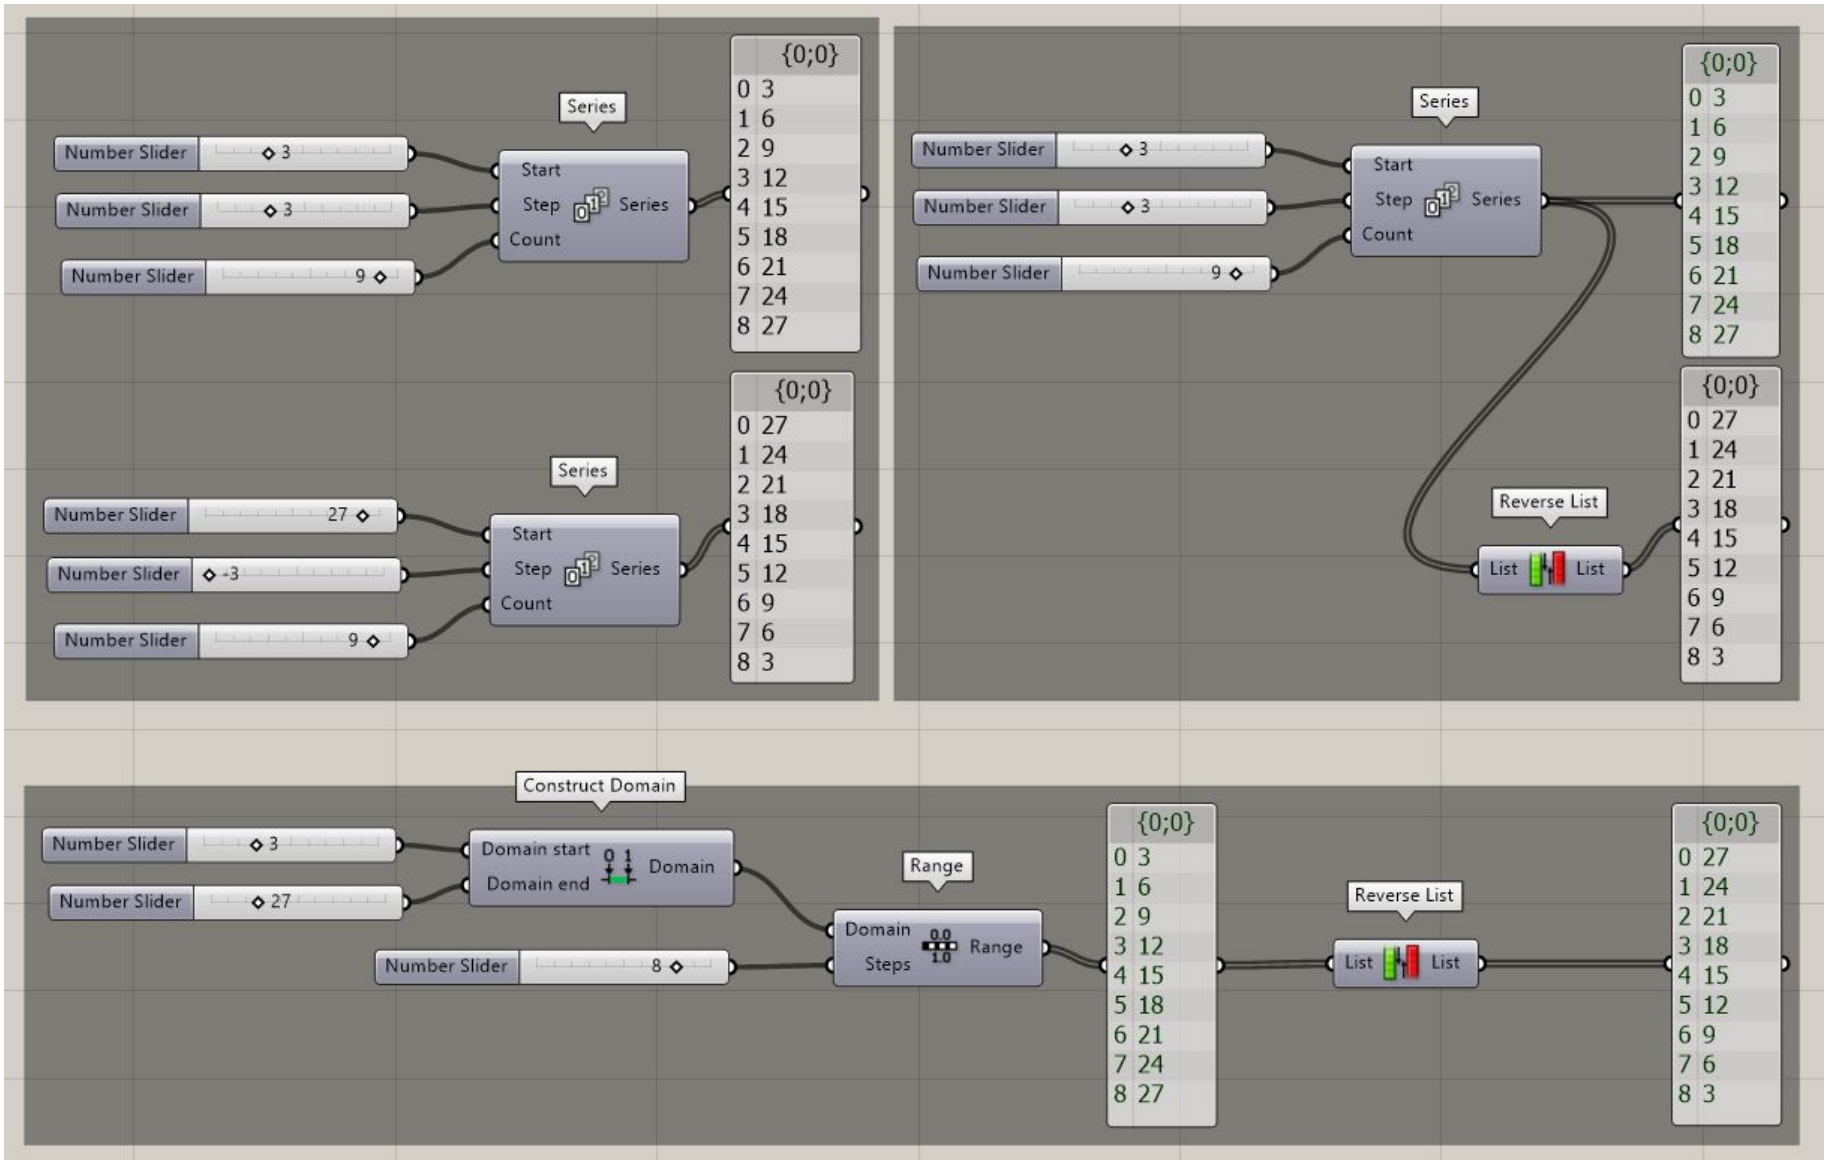 Number Slider 3
Number Slider 3
Number Slider 9
Series
Start
Step Series
Count
{0;0}
0 3
1 6
2 9
3 12
4 15
5 18
6 21
7 24
8 27
Number Slider 27
Number Slider -3
Number Slider 9
Series
Start
Step Series
Count
{0;0}
0 27
1 24
2 21
3 18
4 15
5 12
6 9
7 6
8 3
Number Slider 3
Number Slider 3
Number Slider 9
Series
Start
Step Series
Count
{0;0}
0 3
1 6
2 9
3 12
4 15
5 18
6 21
7 24
8 27
Reverse List
List List
{0;0}
0 27
1 24
2 21
3 18
4 15
5 12
6 9
7 6
8 3
Number Slider 3
Number Slider 27
Construct Domain
Domain start
0 1
Domain
Domain end
Number Slider 8
Range
Domain
0.0
1.0
Range
Steps
{0;0}
0 3
1 6
2 9
3 12
4 15
5 18
6 21
7 24
8 27
Reverse List
List List
{0;0}
0 27
1 24
2 21
3 18
4 15
5 12
6 9
7 6
8 3